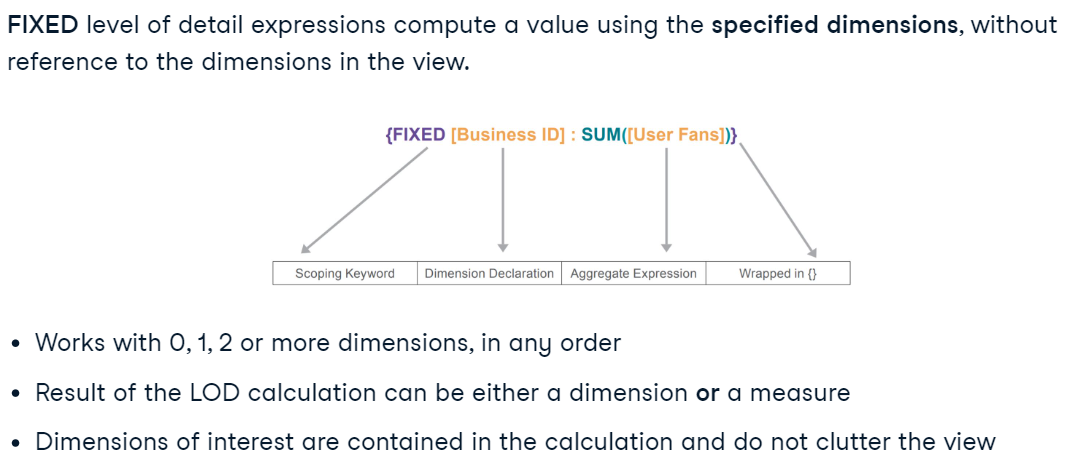 FIXED level of detail expressions compute a value using the specified dimensions, without
reference to the dimensions in the view.
{FIXED [Business ID] : SUM([User Fans])}
Scoping Keyword
Dimension Declaration
Aggregate Expression
Wrapped in {}
• Works with 0, 1, 2 or more dimensions, in any order
• Result of the LOD calculation can be either a dimension or a measure
• Dimensions of interest are contained in the calculation and do not clutter the view